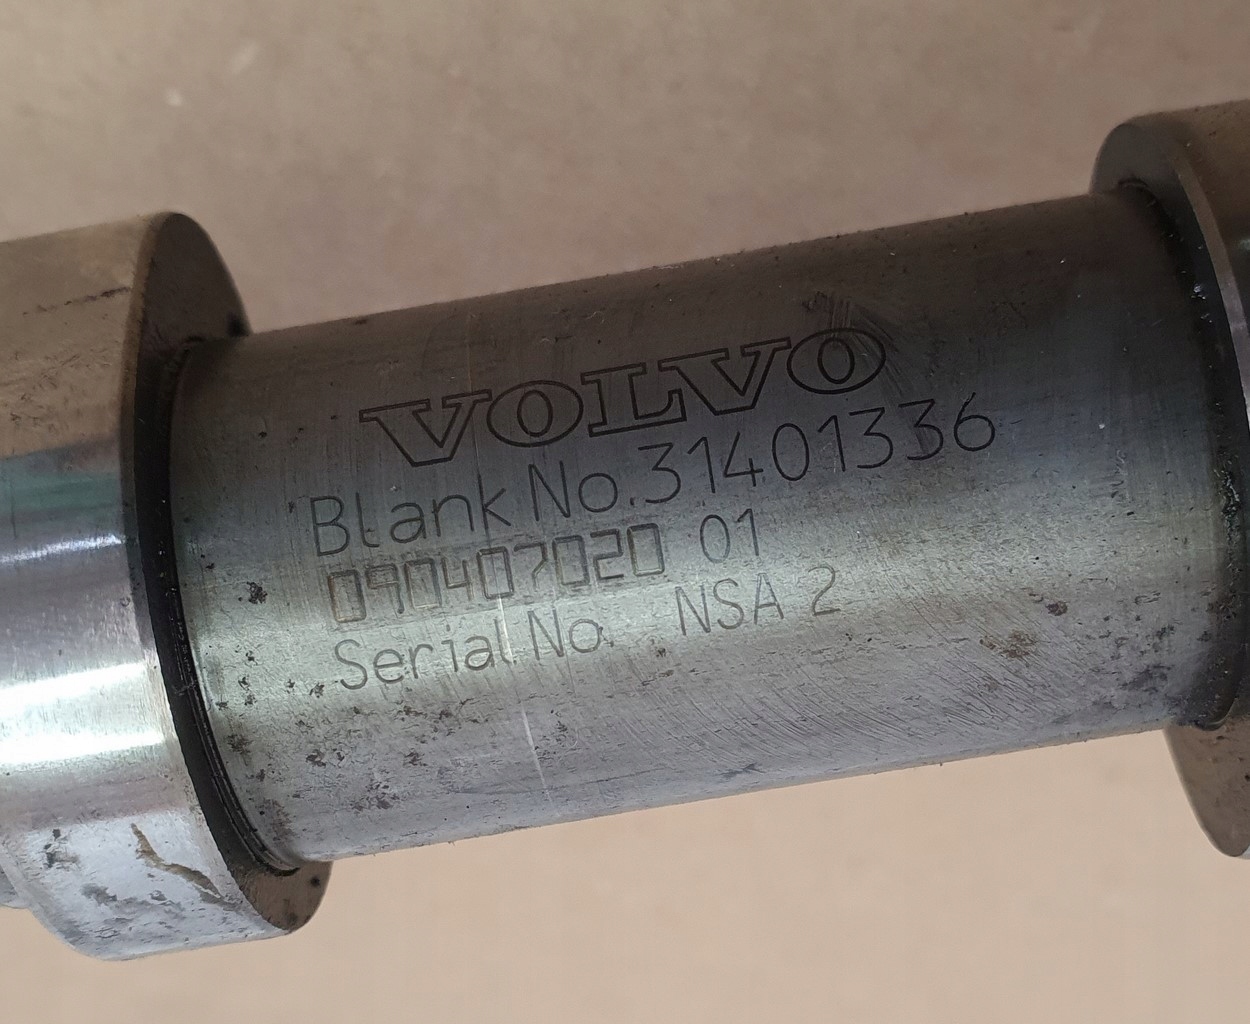 VOLVO
Blank No.31401336
090407020 01
Serial No. NSA 2